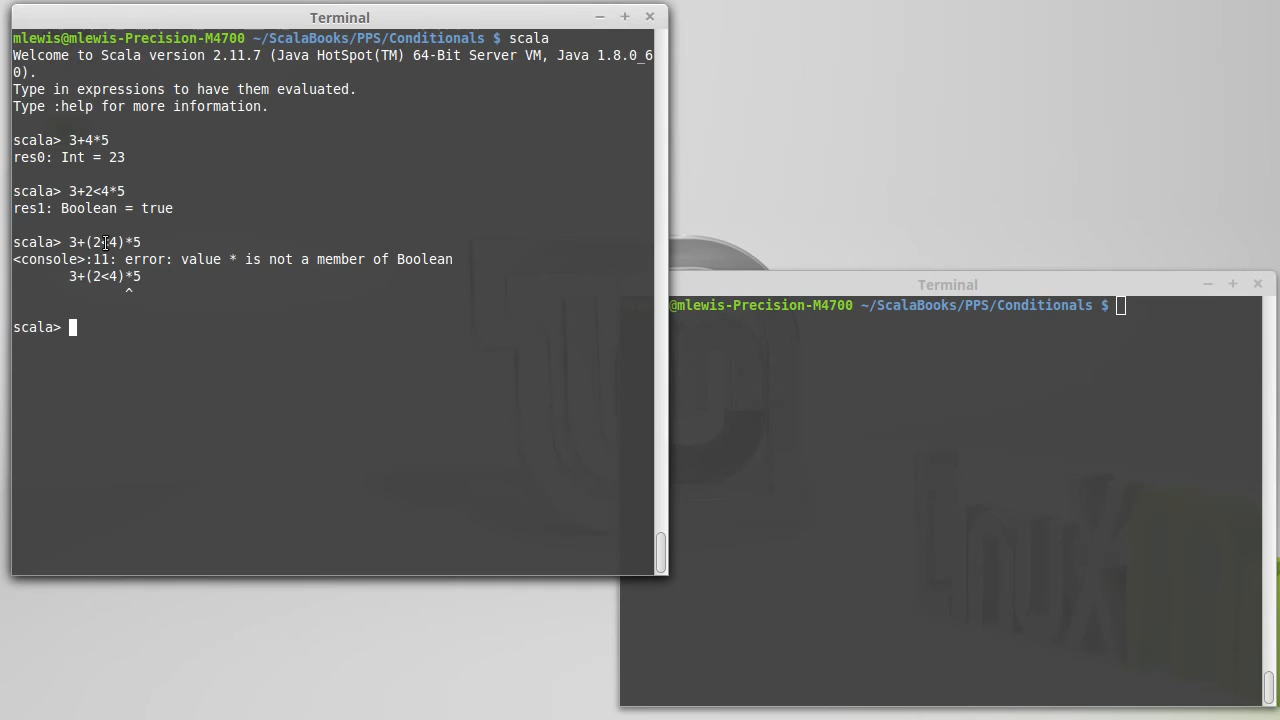 Terminal
mlewis@mlewis-Precision-M4700 ~/ScalaBooks/PPS/Conditionals $ scala
Welcome to Scala version 2.11.7 (Java HotSpot(TM) 64-Bit Server VM, Java 1.8.0_6
0).
Type in expressions to have them evaluated.
Type :help for more information.
scala> 3+4*5
res0: Int = 23
scala> 3+2<4*5
res1: Boolean = true
scala> 3+(2<4)*5
<console>:11: error: value * is not a member of Boolean
3+(2<4)*5
^
scala>
Terminal
@mlewis-Precision-M4700 ~/ScalaBooks/PPS/Conditionals $
Linux